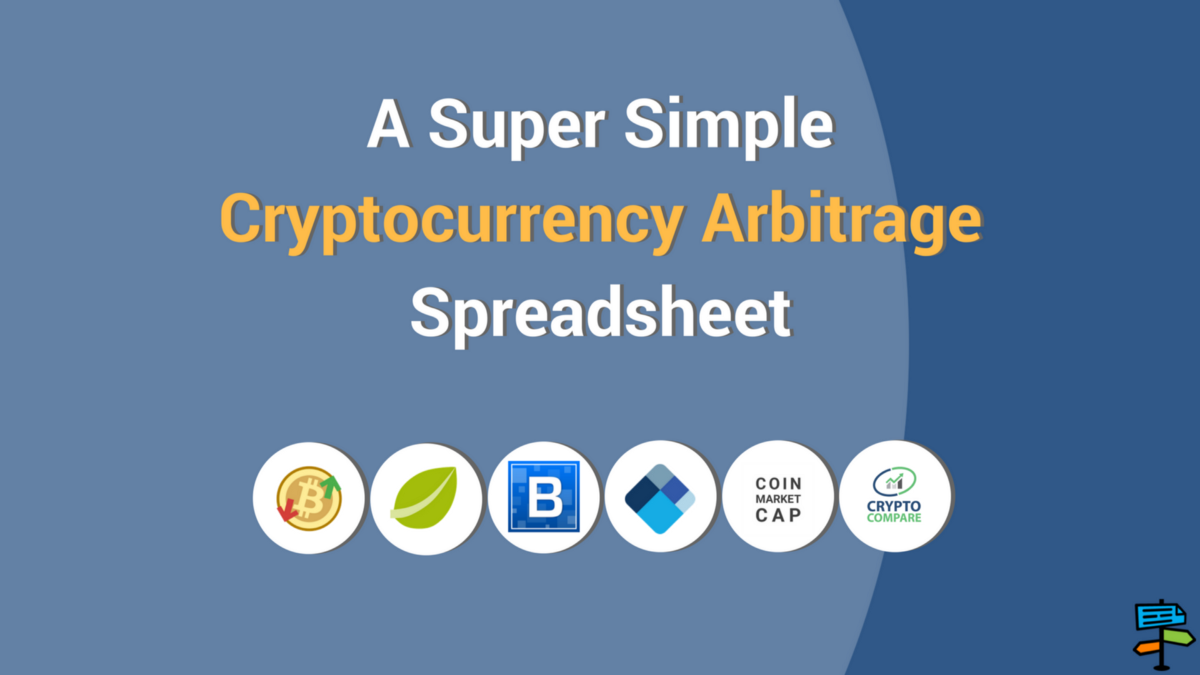 A Super Simple
Cryptocurrency Arbitrage
Spreadsheet
B
COIN
MARKET
CAP
CRYPTO
COMPARE